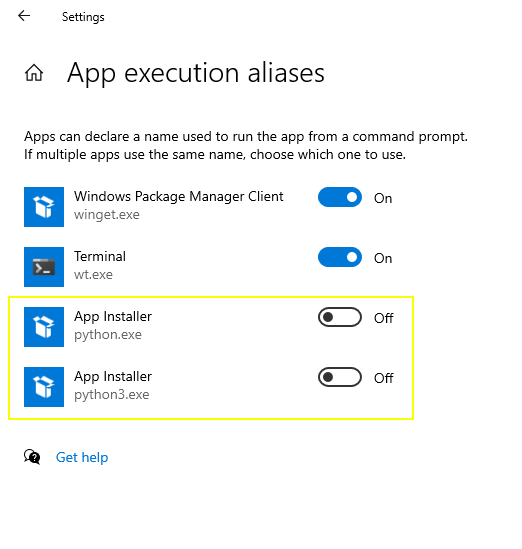 Settings
App execution aliases
Apps can declare a name used to run the app from a command prompt.
If multiple apps use the same name, choose which one to use.
Windows Package Manager Client
winget.exe
On
Terminal
wt.exe
On
App Installer
python.exe
Off
App Installer
python3.exe
Off
Get help